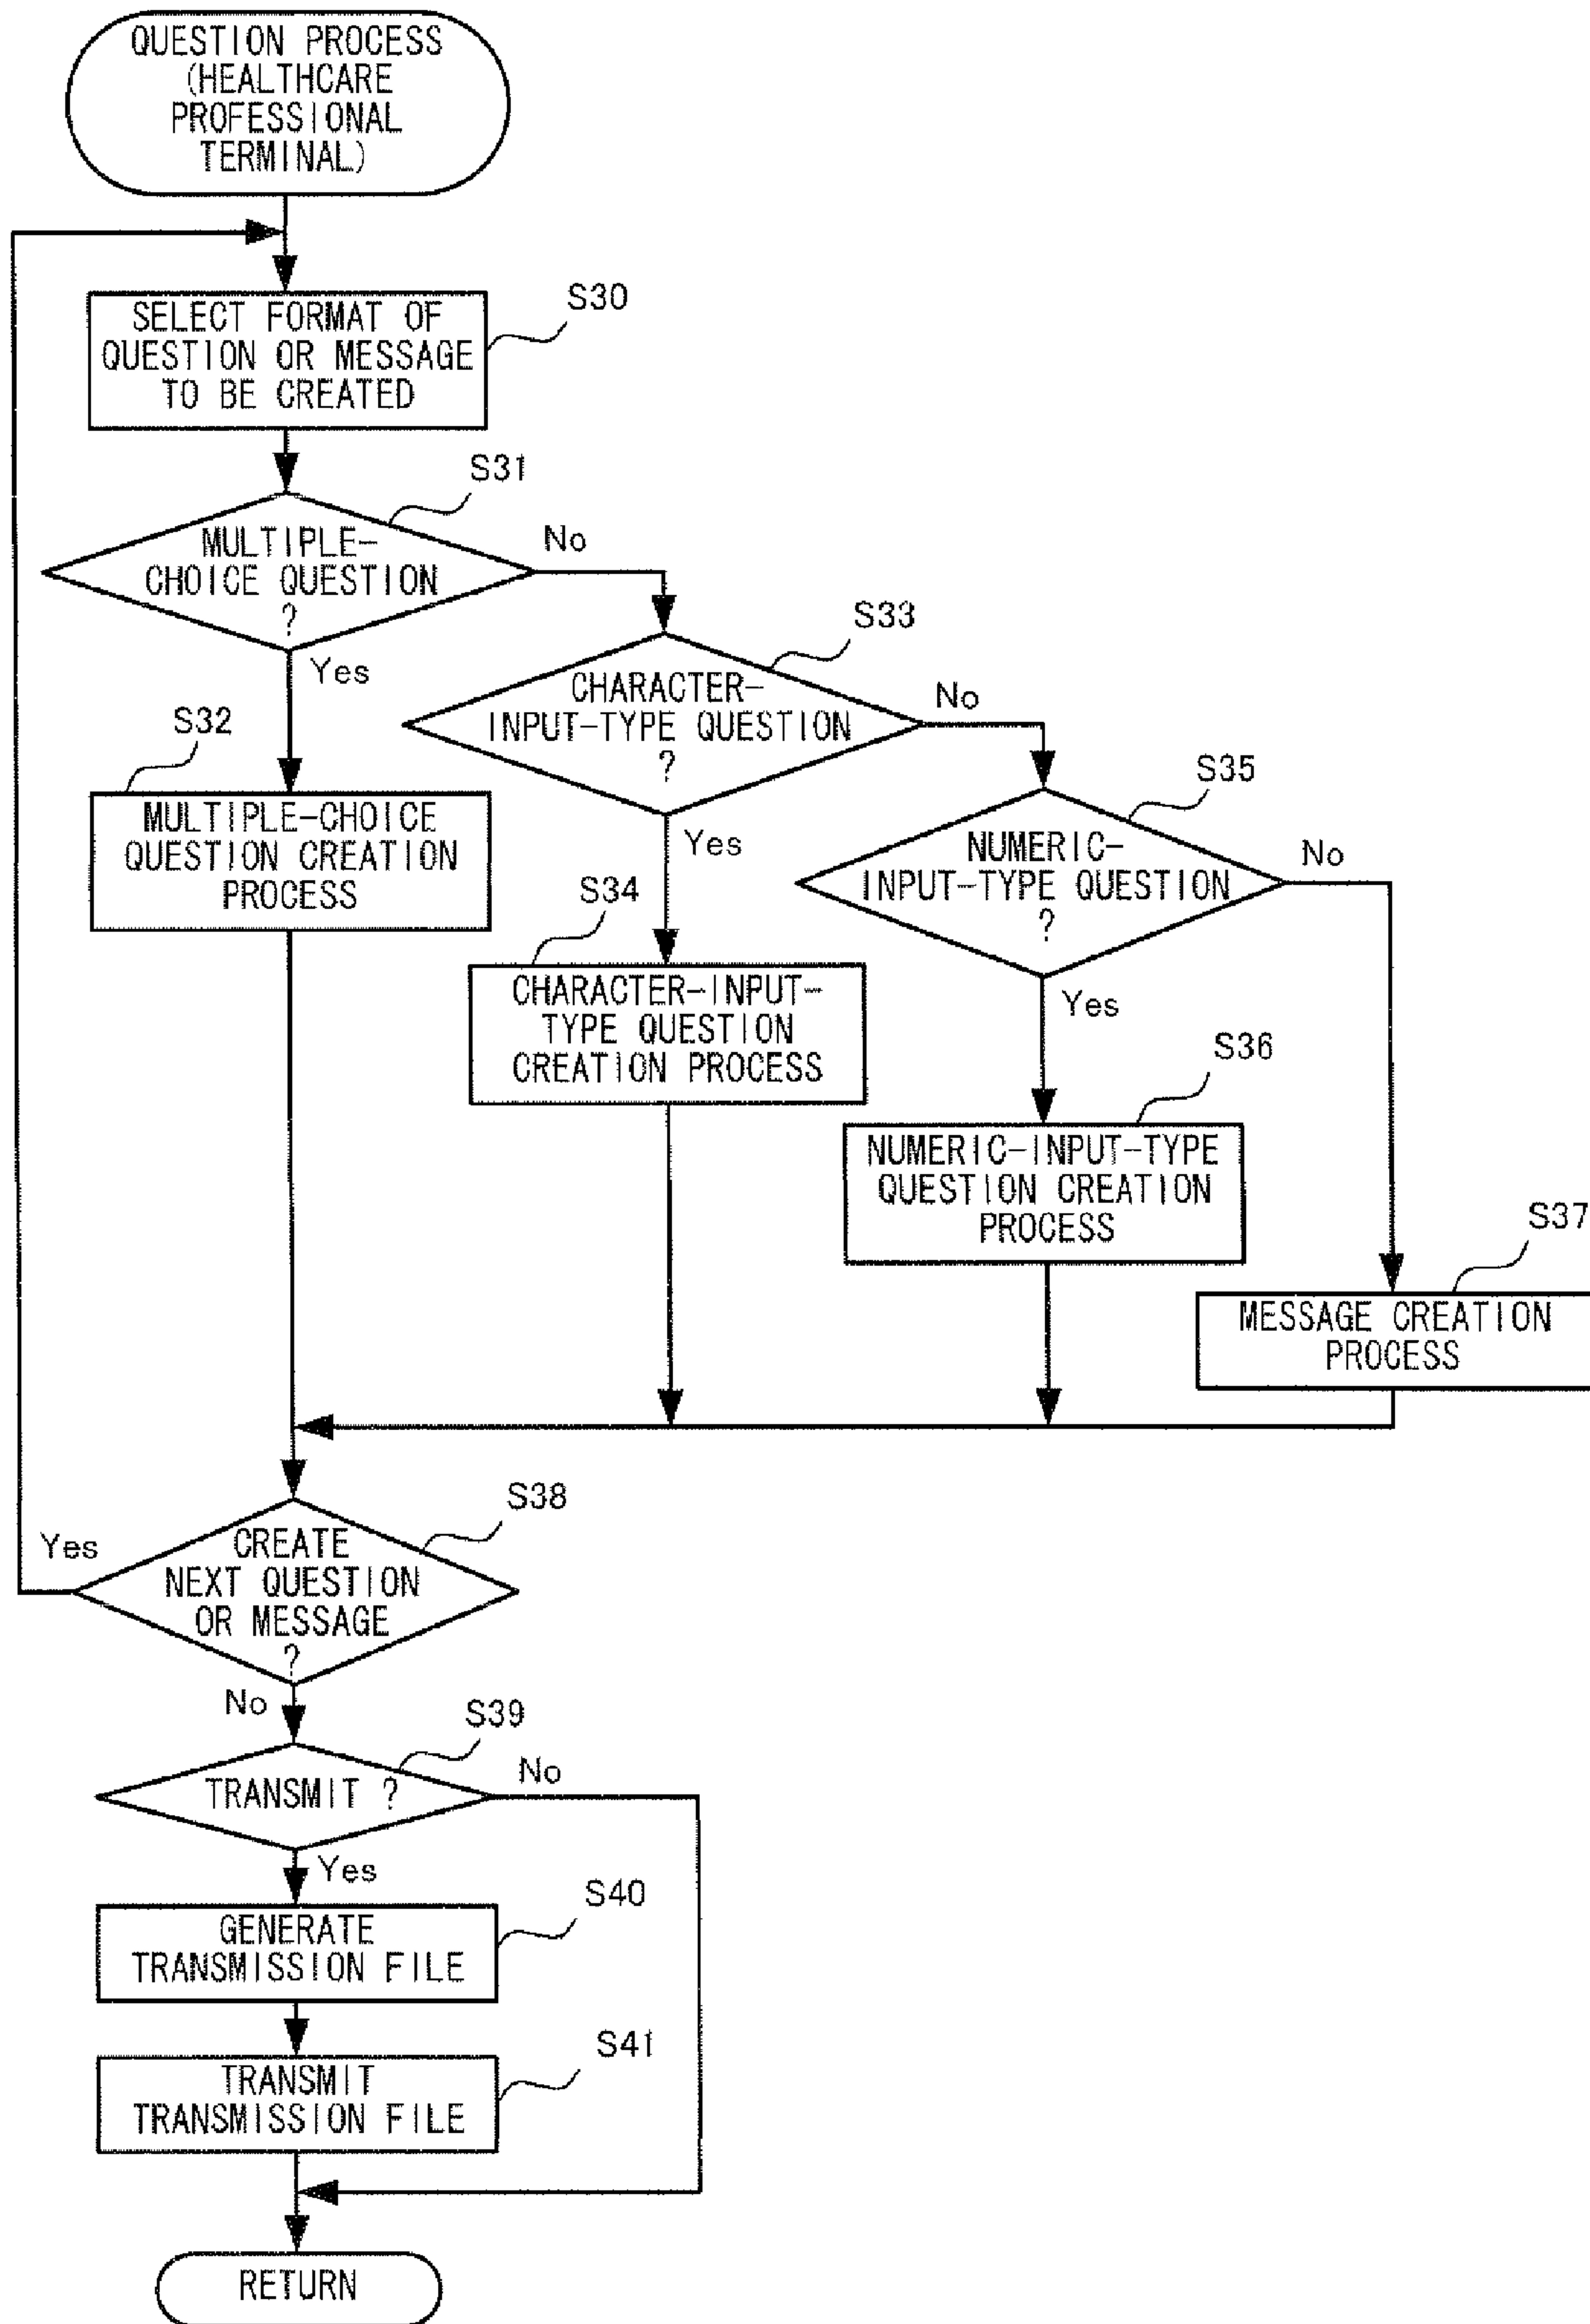 QUESTION PROCESS
(HEALTHCARE
PROFESSIONAL
TERMINAL)
S30
SELECT FORMAT OF
QUESTION OR MESSAGE
TO BE CREATED
S31
MULTIPLE-
CHOICE QUESTION
?
No
Yes
S33
CHARACTER-
INPUT-TYPE QUESTION
?
No
Yes
S32
MULTIPLE-CHOICE
QUESTION CREATION
PROCESS
S35
NUMERIC-
INPUT-TYPE QUESTION
?
No
Yes
S34
CHARACTER-INPUT-
TYPE QUESTION
CREATION PROCESS
S36
NUMERIC-INPUT-TYPE
QUESTION CREATION
PROCESS
S37
MESSAGE CREATION
PROCESS
S38
CREATE
NEXT QUESTION
OR MESSAGE
?
Yes
No
S39
TRANSMIT ?
No
Yes
S40
GENERATE
TRANSMISSION FILE
S41
TRANSMIT
TRANSMISSION FILE
RETURN